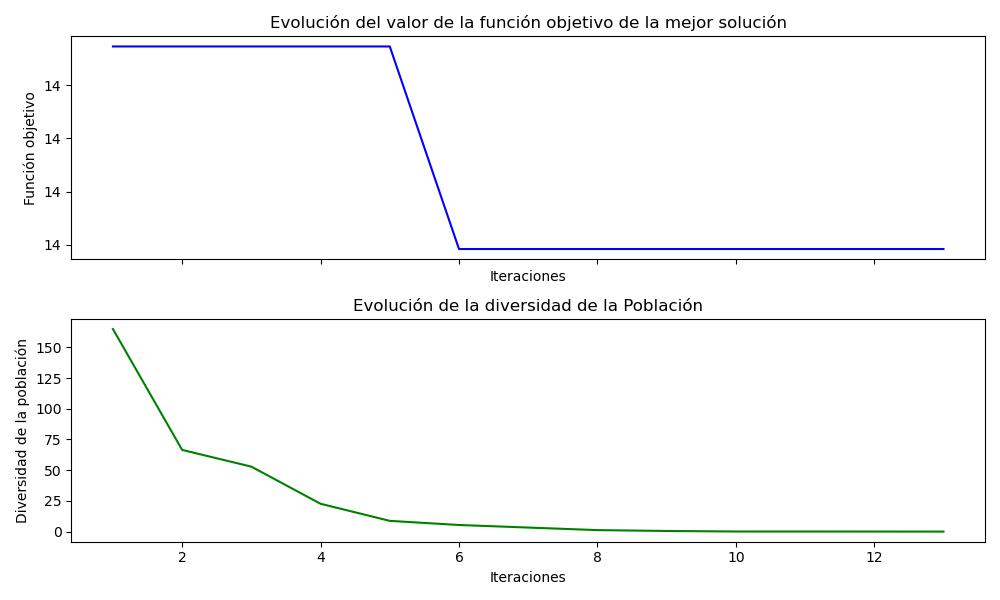 Evolución del valor de la función objetivo de la mejor solución
Función objetivo
14
14
14
14
Iteraciones
Evolución de la diversidad de la Población
Diversidad de la población
150
125
100
75
50
25
0
2 4 6 8 10 12
Iteraciones